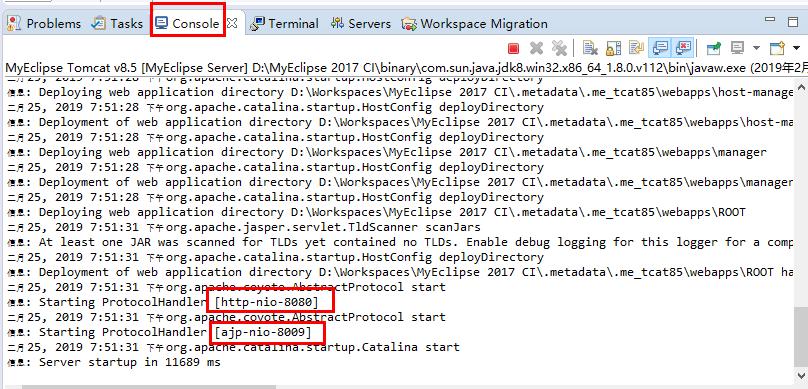 Problems Tasks Console Terminal Servers Workspace Migration
MyEclipse Tomcat v8.5 [MyEclipse Server] D:\MyEclipse 2017 CI\binary\com.sun.java.jdk8.win32.x86_64_1.8.0.v112\bin\javaw.exe (2019年2月
二月 25, 2019 7:51:28 下午 org.apache.catalina.startup.HostConfig deployDirectory
信息: Deploying web application directory D:\Workspaces\MyEclipse 2017 CI\.metadata\.me_tcat85\webapps\host-manage
二月 25, 2019 7:51:28 下午 org.apache.catalina.startup.HostConfig deployDirectory
信息: Deployment of web application directory D:\Workspaces\MyEclipse 2017 CI\.metadata\.me_tcat85\webapps\host-ma
二月 25, 2019 7:51:28 下午 org.apache.catalina.startup.HostConfig deployDirectory
信息: Deploying web application directory D:\Workspaces\MyEclipse 2017 CI\.metadata\.me_tcat85\webapps\manager
二月 25, 2019 7:51:28 下午 org.apache.catalina.startup.HostConfig deployDirectory
信息: Deployment of web application directory D:\Workspaces\MyEclipse 2017 CI\.metadata\.me_tcat85\webapps\manager
二月 25, 2019 7:51:28 下午 org.apache.catalina.startup.HostConfig deployDirectory
信息: Deploying web application directory D:\Workspaces\MyEclipse 2017 CI\.metadata\.me_tcat85\webapps\ROOT
二月 25, 2019 7:51:31 下午 org.apache.jasper.servlet.TldScanner scanJars
信息: At least one JAR was scanned for TLDs yet contained no TLDs. Enable debug logging for this logger for a comp
二月 25, 2019 7:51:31 下午 org.apache.catalina.startup.HostConfig deployDirectory
信息: Deployment of web application directory D:\Workspaces\MyEclipse 2017 CI\.metadata\.me_tcat85\webapps\ROOT ha
二月 25, 2019 7:51:31 下午 org.apache.coyote.AbstractProtocol start
信息: Starting ProtocolHandler [http-nio-8080]
二月 25, 2019 7:51:31 下午 org.apache.coyote.AbstractProtocol start
信息: Starting ProtocolHandler [ajp-nio-8009]
二月 25, 2019 7:51:31 下午 org.apache.catalina.startup.Catalina start
信息: Server startup in 11689 ms